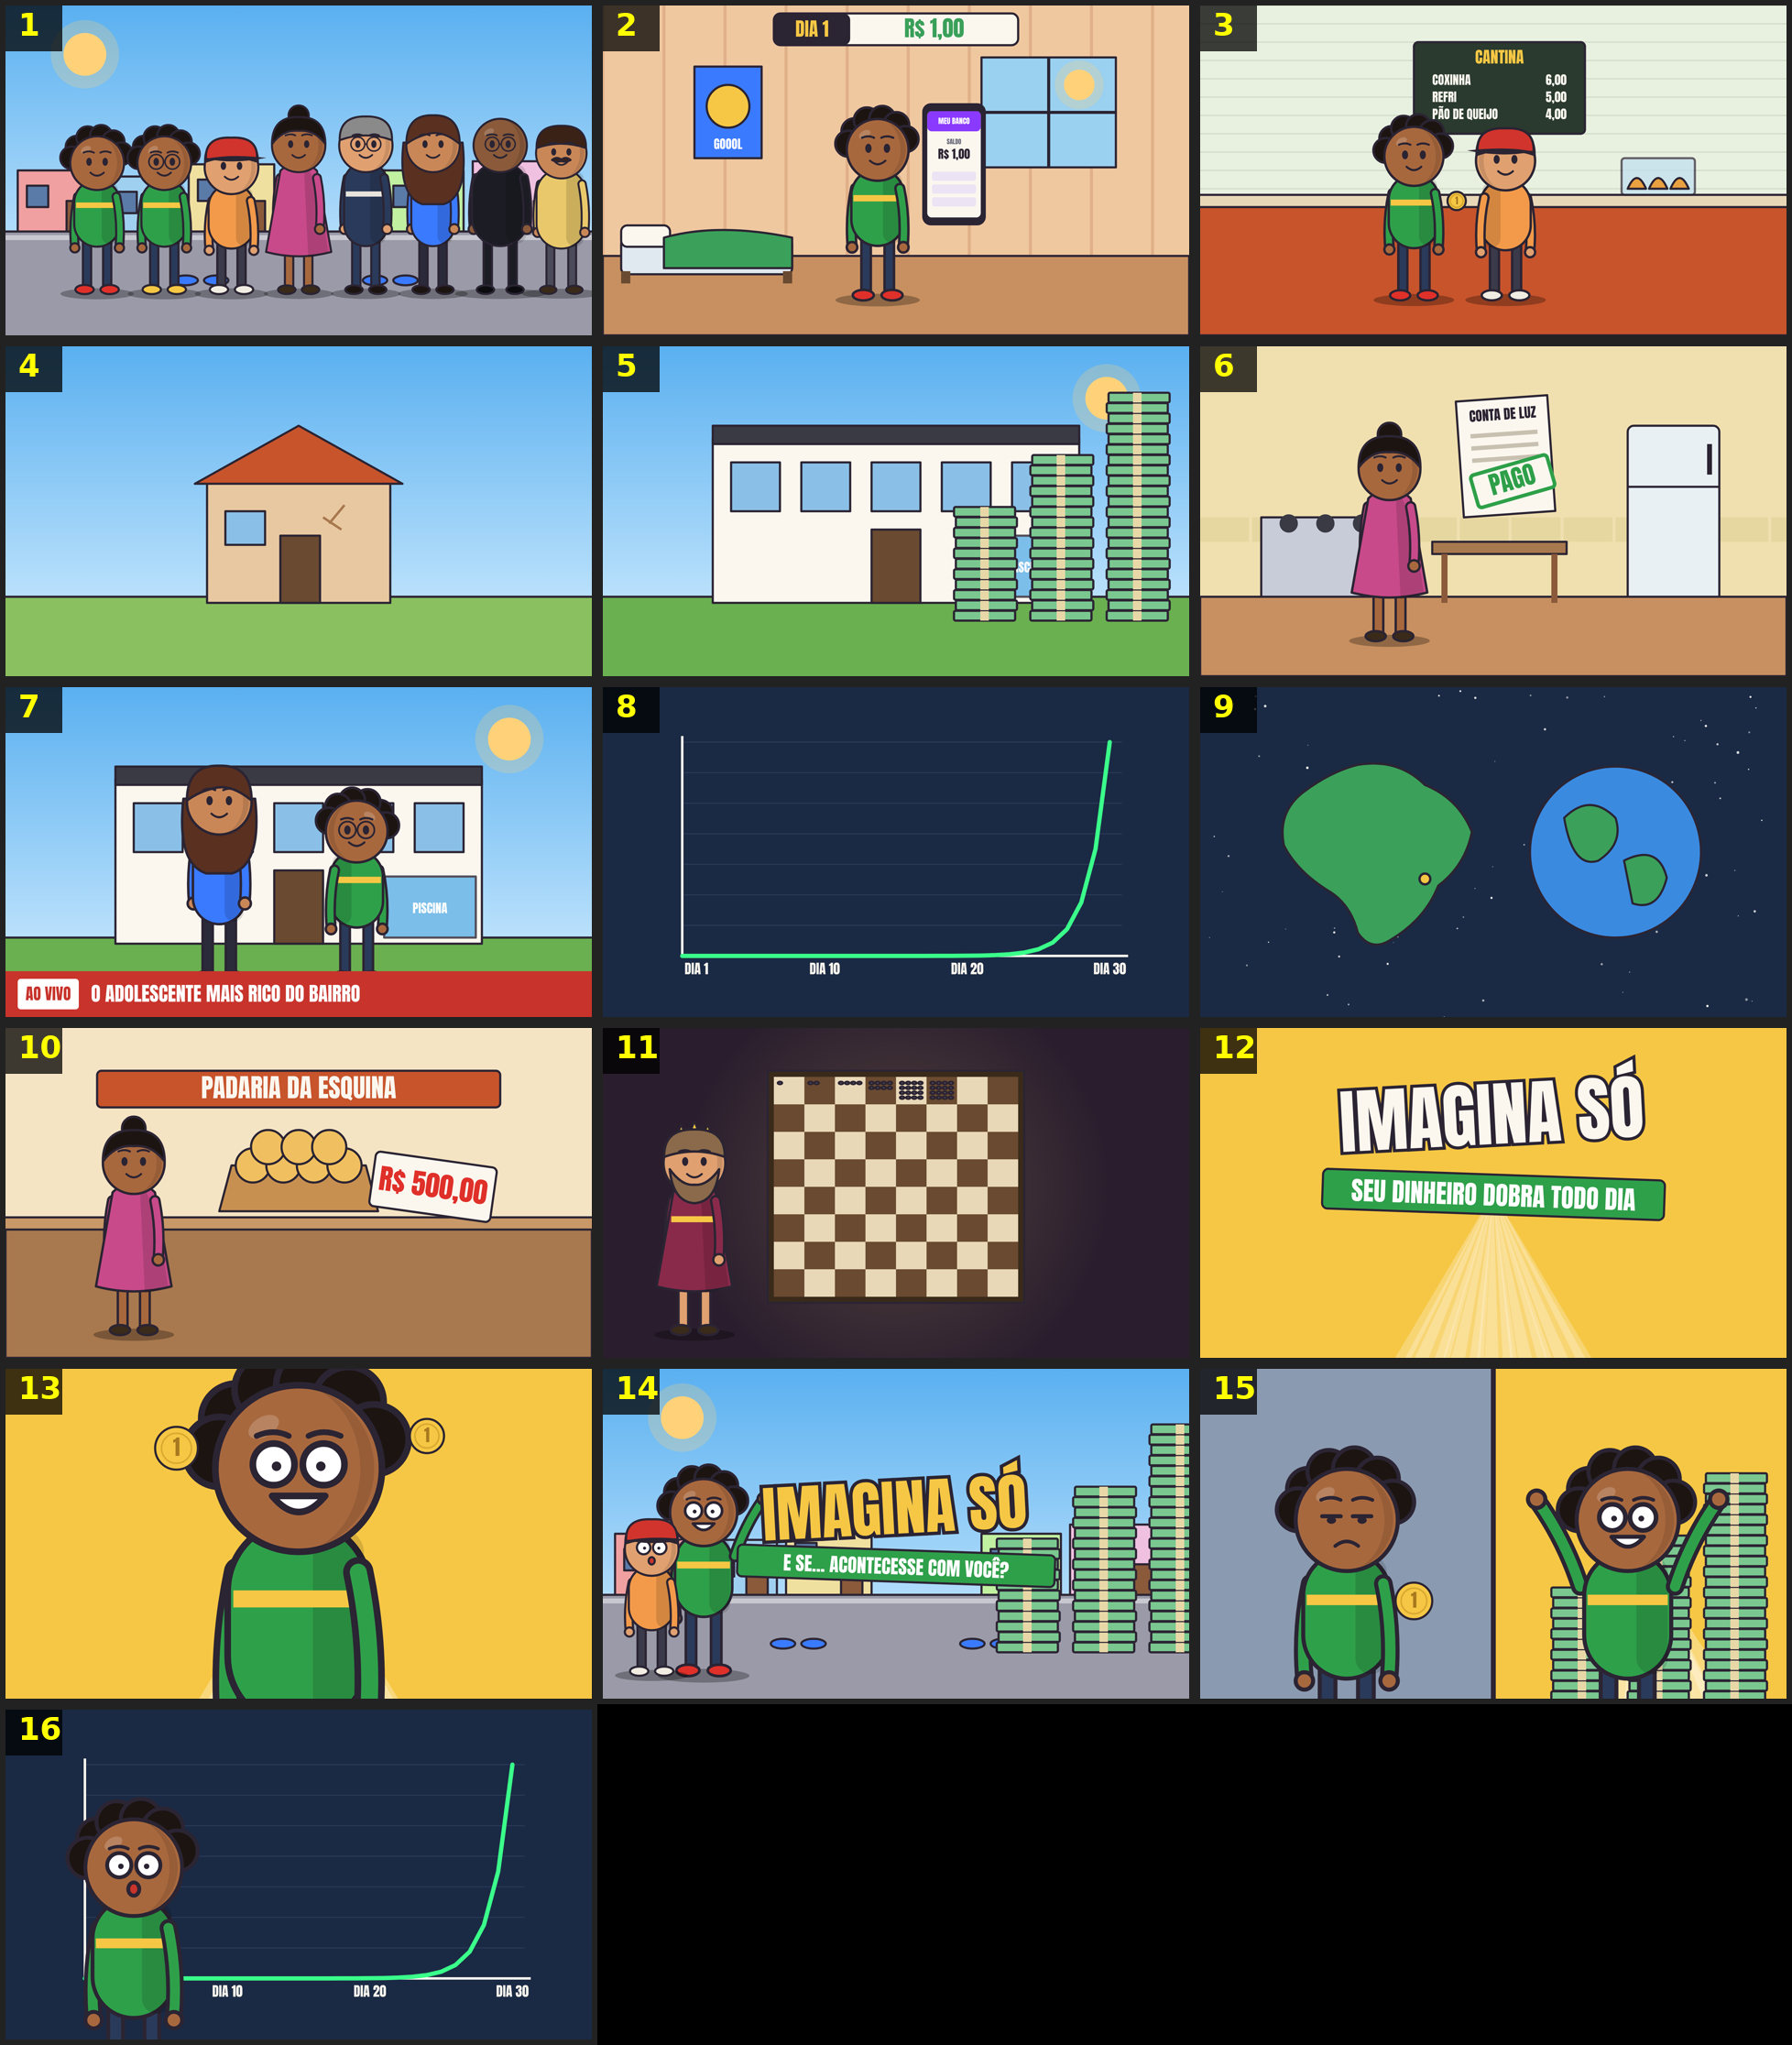 1
2
DIA 1 R$ 1,00
GOOOL
MEU BANCO
SALDO
R$ 1,00
3
CANTINA
COXINHA 6,00
REFRI 5,00
PÃO DE QUEIJO 4,00
1
4
5
SC
6
CONTA DE LUZ
PAGO
7
PISCINA
AO VIVO O ADOLESCENTE MAIS RICO DO BAIRRO
8
DIA 1 DIA 10 DIA 20 DIA 30
9
10
PADARIA DA ESQUINA
R$ 500,00
11
12
IMAGINA SÓ
SEU DINHEIRO DOBRA TODO DIA
13
1 1
14
IMAGINA SÓ
E SE... ACONTECESSE COM VOCÊ?
15
1
16
DIA 10 DIA 20 DIA 30